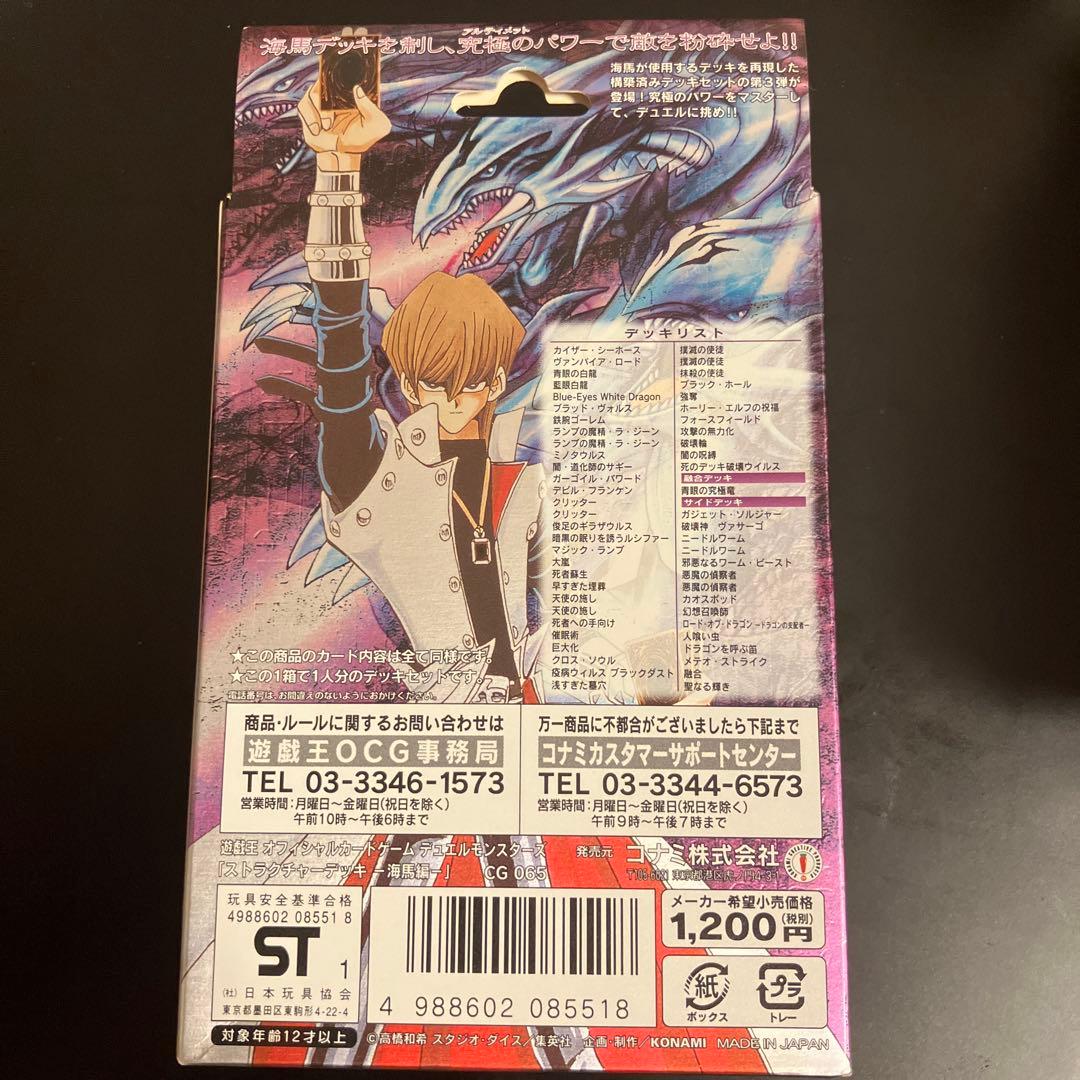 アルティメット
海馬デッキを制し、究極のパワーで敵を粉砕せよ!!
海馬が使用するデッキを再現した
構築済みデッキセットの第3弾が
登場!究極のパワーをマスターし
て、デュエルに挑め!!
デッキリスト
カイザー・シーホース
ヴァンパイア・ロード
青眼の白龍
藍眼白龍
Blue-Eyes White Dragon
ブラッド・ヴォルス
鉄腕ゴーレム
ランプの魔精・ラ・ジーン
ランプの魔精・ラ・ジーン
ミノタウルス
闇・道化師のサギー
ガーゴイル・パワード
デビル・フランケン
クリッター
クリッター
俊足のギラザウルス
暗黒の眠りを誘うルシファー
マジック・ランプ
大嵐
死者蘇生
早すぎた埋葬
天使の施し
天使の施し
死者への手向け
催眠術
巨大化
クロス・ソウル
疫病ウィルス ブラックダスト
浅すぎた墓穴
撲滅の使徒
撲滅の使徒
抹殺の使徒
ブラック・ホール
強奪
ホーリー・エルフの祝福
フォースフィールド
攻撃の無力化
破壊輪
闇の呪縛
死のデッキ破壊ウイルス
融合デッキ
青眼の究極竜
サイドデッキ
ガジェット・ソルジャー
破壊神 ヴァサーゴ
ニードルワーム
ニードルワーム
邪悪なるワーム・ビースト
悪魔の偵察者
悪魔の偵察者
カオスポッド
幻想召喚師
ロード・オブ・ドラゴン −ドラゴンの支配者−
人喰い虫
ドラゴンを呼ぶ笛
メテオ・ストライク
融合
聖なる輝き
★この商品のカード内容は全て同様です。
★この1箱で1人分のデッキセットです。
電話番号は、お間違えのないようにおかけください。
商品・ルールに関するお問い合わせは
遊戯王OCG事務局
TEL 03-3346-1573
営業時間:月曜日〜金曜日(祝日を除く)
午前10時〜午後6時まで
万一商品に不都合がございましたら下記まで
コナミカスタマーサポートセンター
TEL 03-3344-6573
営業時間:月曜日〜金曜日(祝日を除く)
午前9時〜午後7時まで
遊戯王 オフィシャルカードゲーム デュエルモンスターズ
「ストラクチャーデッキ −海馬編−」 CG 065
発売元 コナミ株式会社
玩具安全基準合格
4988602 08551 8
ST 1
(社)日本玩具協会
東京都墨田区東駒形4-22-4
対象年齢12才以上
4 988602 085518
メーカー希望小売価格
1,200円(税別)
紙
ボックス
プラ
トレー
©高橋和希 スタジオ・ダイス/集英社 企画・制作/KONAMI MADE IN JAPAN